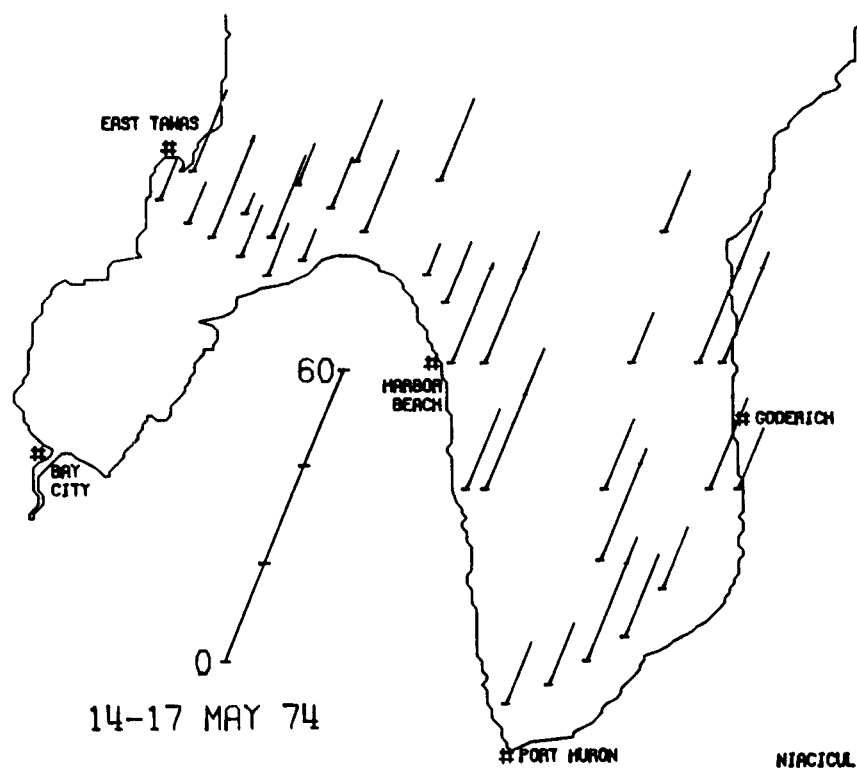 EAST TAWAS
#
60
#
HARBOR
BEACH
# GODERICH
#
BAY
CITY
0
14-17 MAY 74
# PORT HURON
NIACICUL